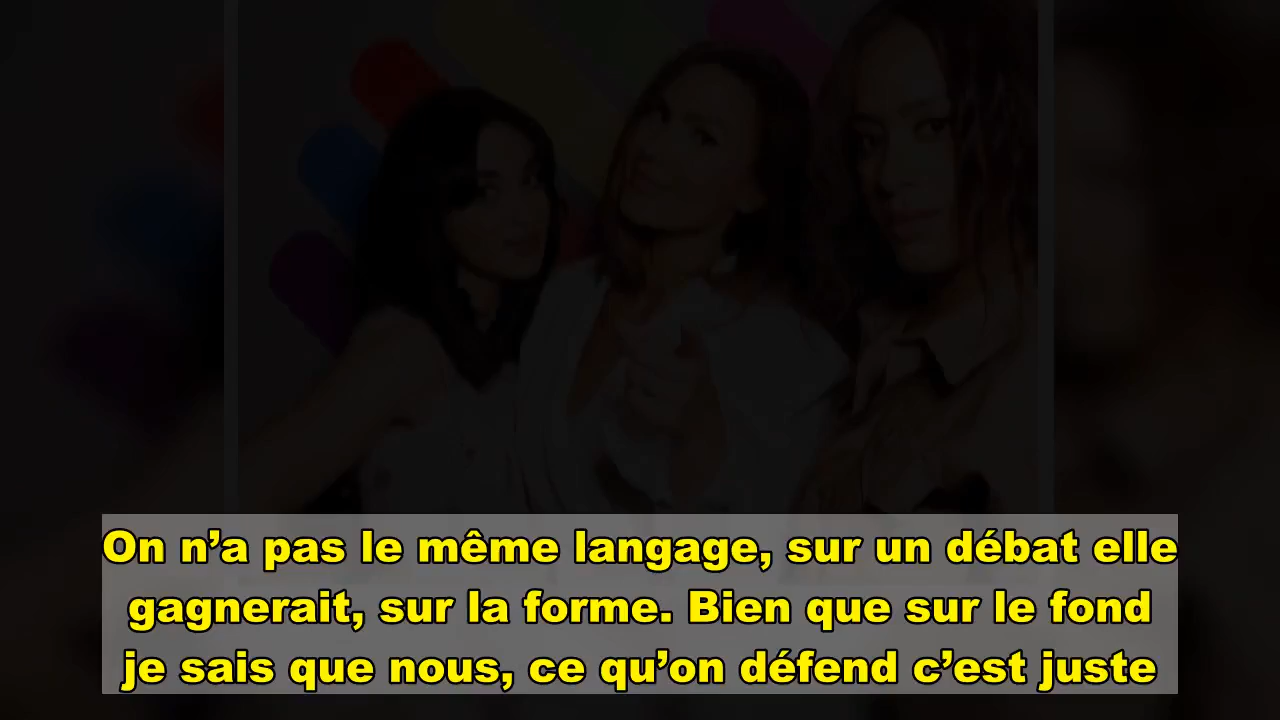 On n’a pas le même langage, sur un débat elle
gagnerait, sur la forme. Bien que sur le fond
je sais que nous, ce qu’on défend c’est juste